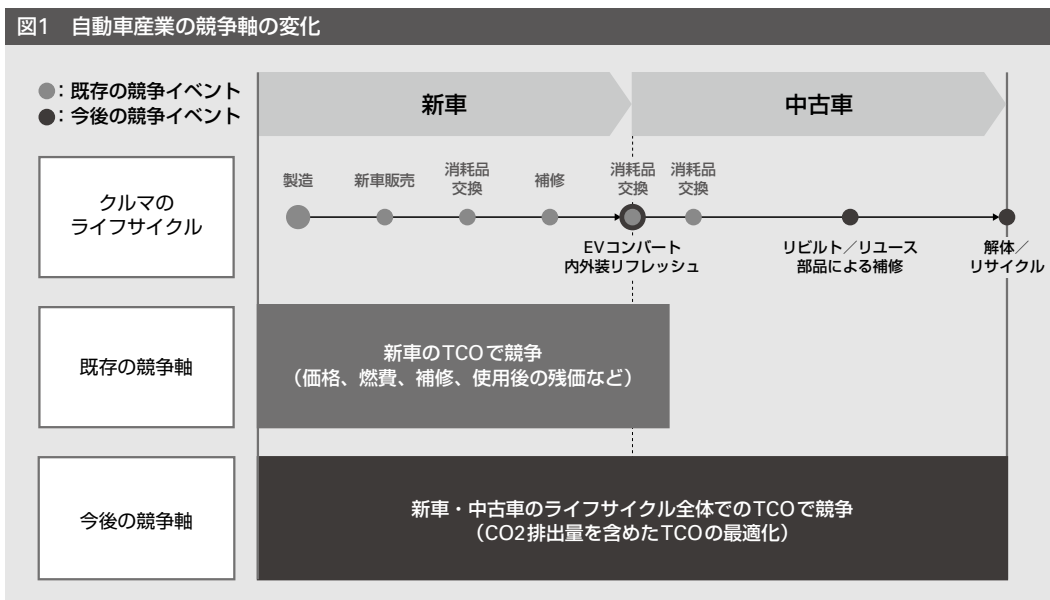 図1　自動車産業の競争軸の変化
●：既存の競争イベント
●：今後の競争イベント
新車
中古車
クルマの
ライフサイクル
製造
新車販売
消耗品
交換
補修
消耗品
交換
消耗品
交換
EVコンバート
内外装リフレッシュ
リビルト／リユース
部品による補修
解体／
リサイクル
既存の競争軸
新車のTCOで競争
（価格、燃費、補修、使用後の残価など）
今後の競争軸
新車・中古車のライフサイクル全体でのTCOで競争
（CO2排出量を含めたTCOの最適化）